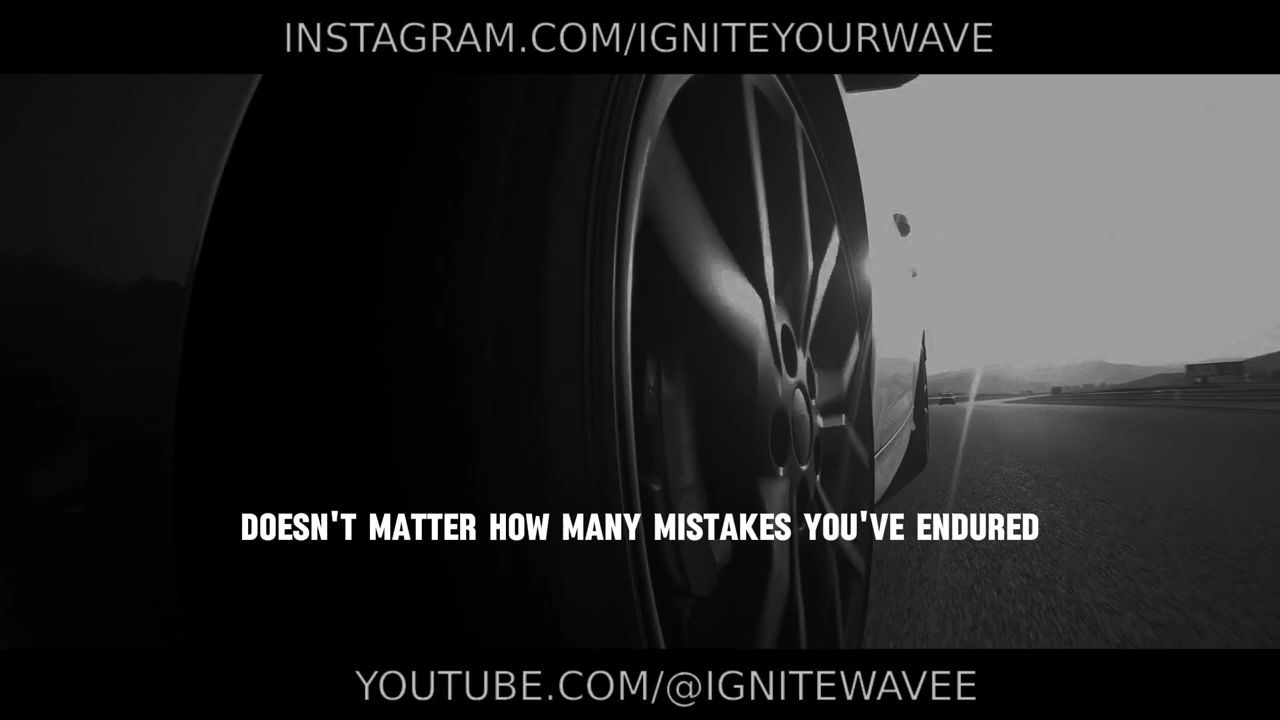 INSTAGRAM.COM/IGNITEYOURWAVE
DOESN'T MATTER HOW MANY MISTAKES YOU'VE ENDURED
YOUTUBE.COM/@IGNITEWAVEE